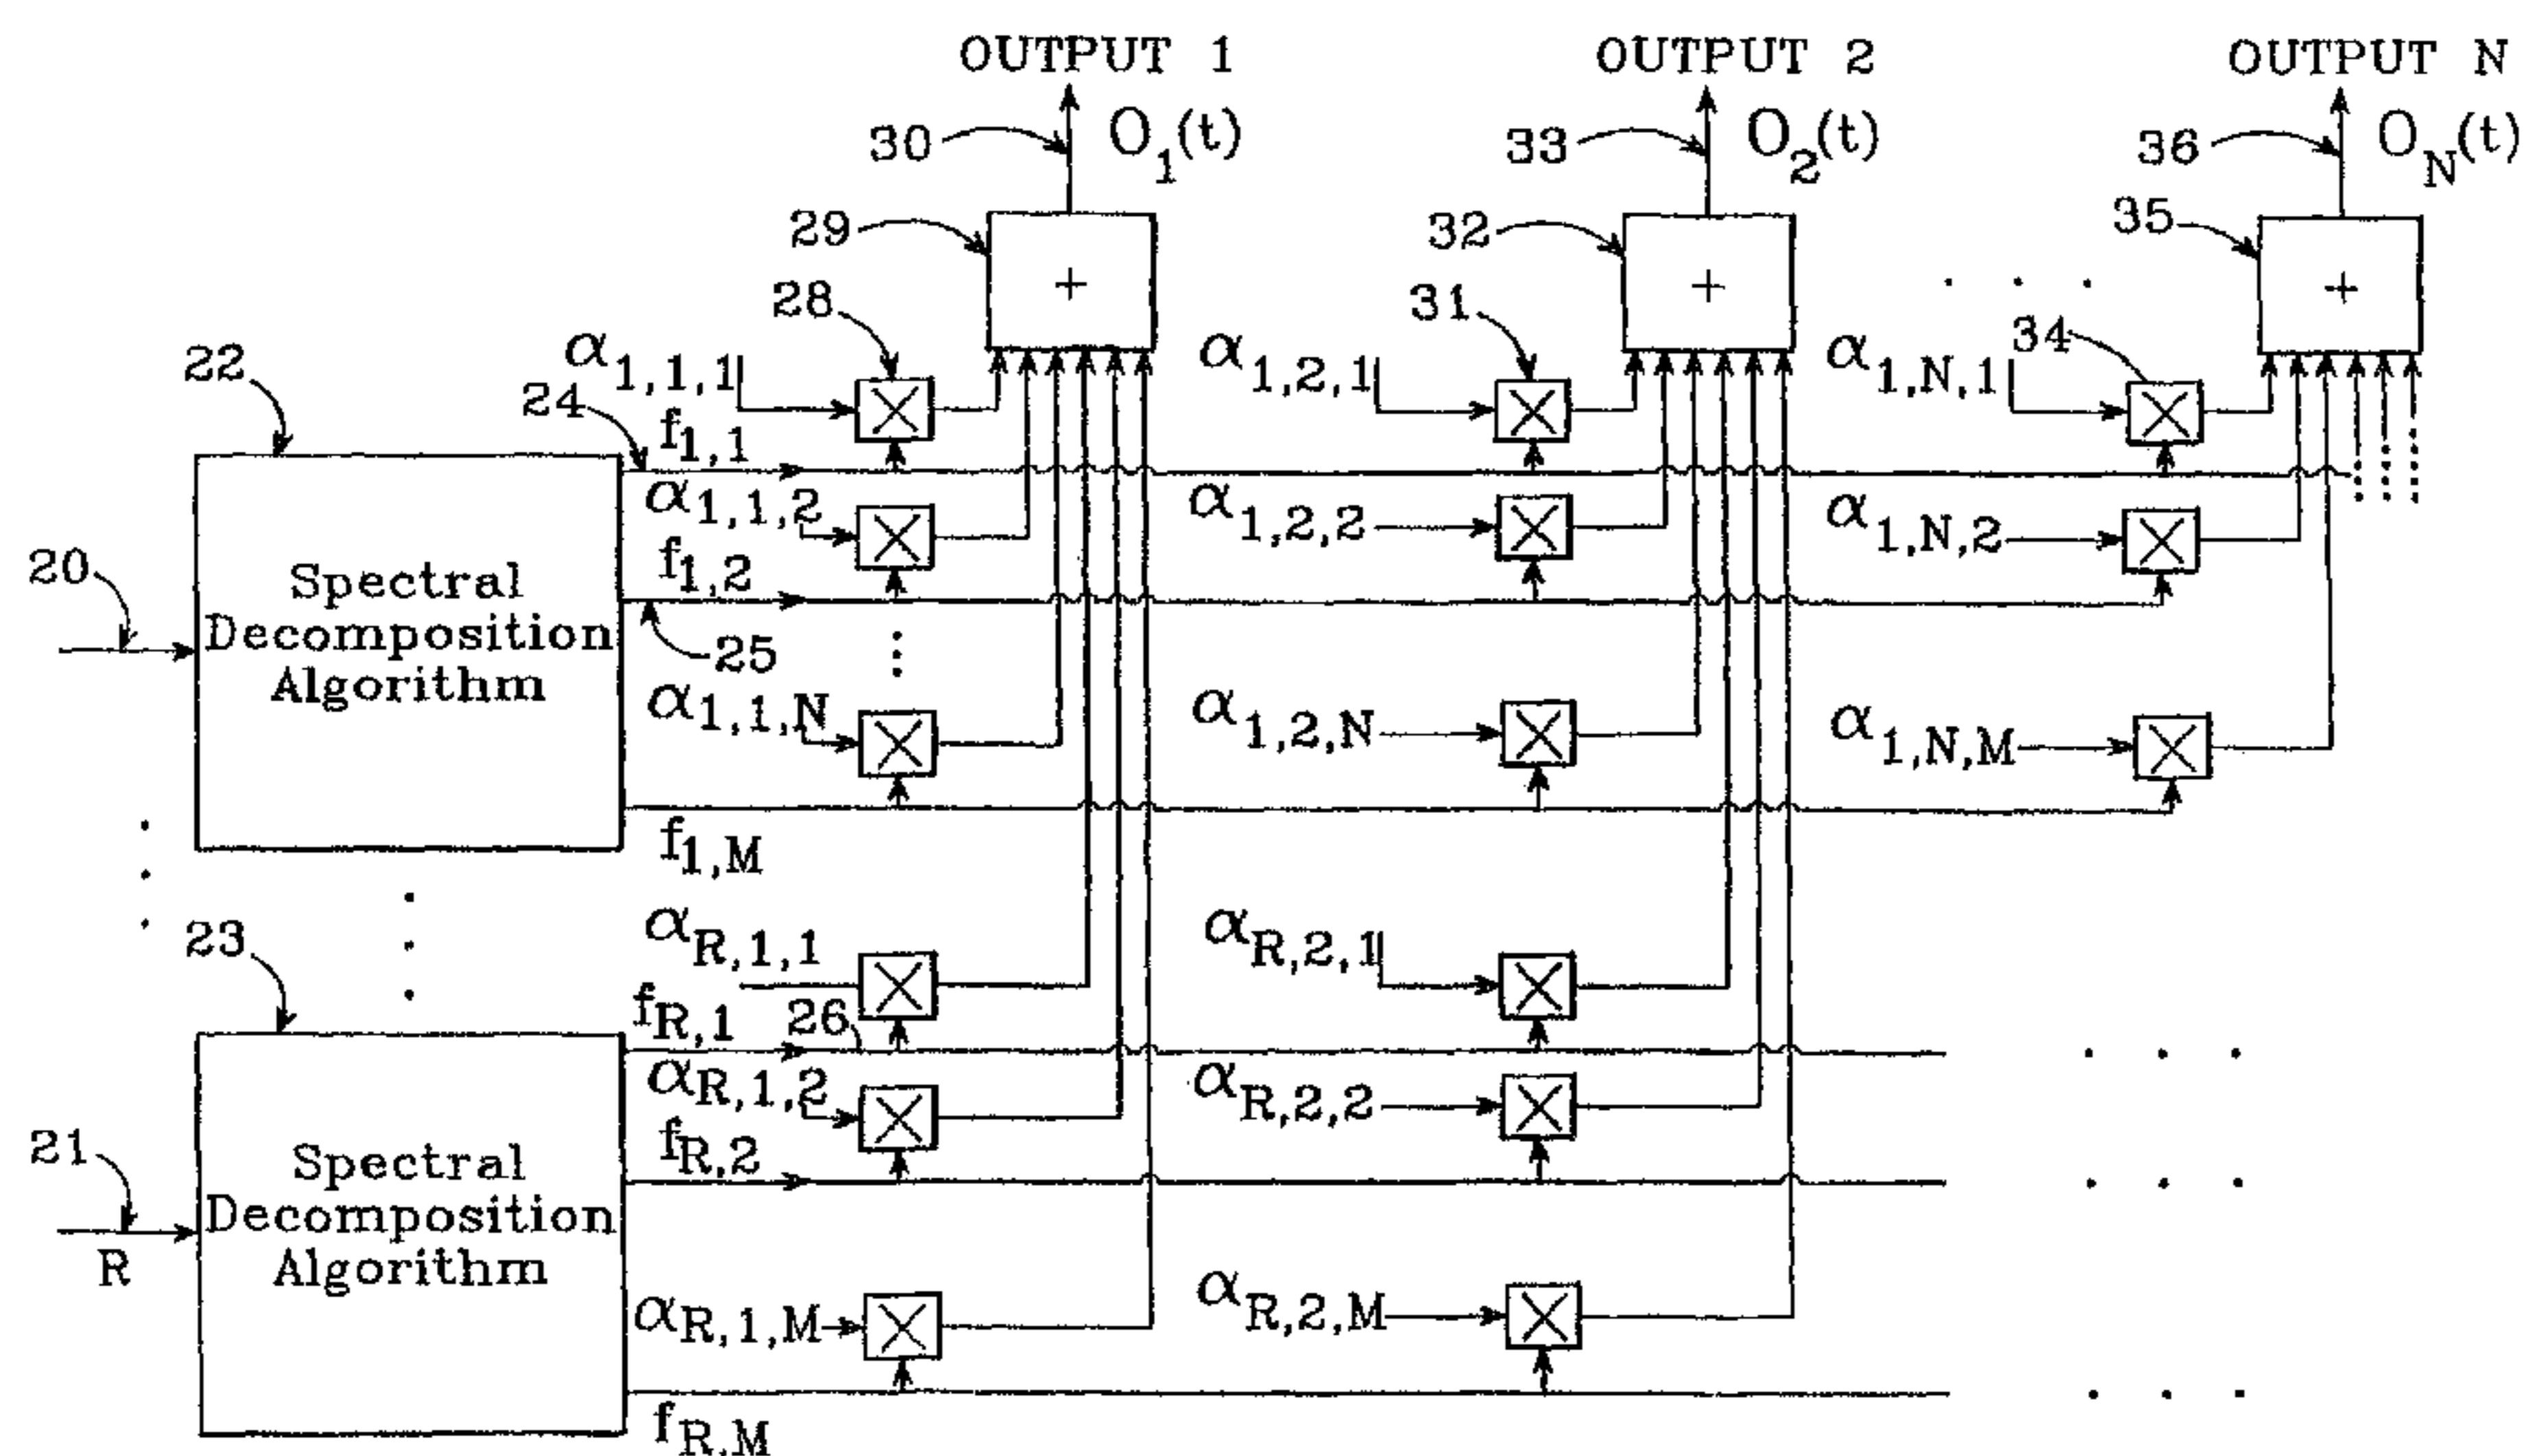 OUTPUT 1 OUTPUT 2 OUTPUT N
30 O1(t) 33 O2(t) 36 ON(t)
29 + 32 + 35 +
28 31 34
22 α1,1,1 α1,2,1 α1,N,1
24 f1,1
α1,1,2 α1,2,2 α1,N,2
20 f1,2
Spectral
Decomposition
Algorithm
25
α1,1,N α1,2,N α1,N,M
f1,M
23 αR,1,1 αR,2,1
fR,1 26
αR,1,2 αR,2,2
21 fR,2
R
Spectral
Decomposition
Algorithm
αR,1,M αR,2,M
fR,M